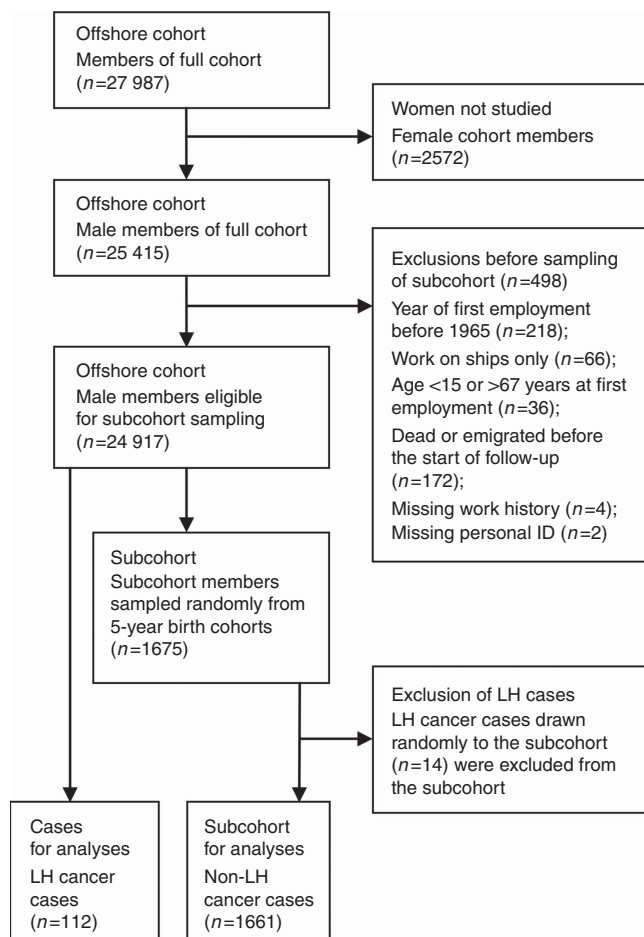 Offshore cohort
Members of full cohort
(n=27 987)
Women not studied
Female cohort members
(n=2572)
Offshore cohort
Male members of full cohort
(n=25 415)
Exclusions before sampling
of subcohort (n=498)
Year of first employment
before 1965 (n=218);
Work on ships only (n=66);
Age <15 or >67 years at first
employment (n=36);
Dead or emigrated before
the start of follow-up
(n=172);
Missing work history (n=4);
Missing personal ID (n=2)
Offshore cohort
Male members eligible
for subcohort sampling
(n=24 917)
Subcohort
Subcohort members
sampled randomly from
5-year birth cohorts
(n=1675)
Exclusion of LH cases
LH cancer cases drawn
randomly to the subcohort
(n=14) were excluded from
the subcohort
Cases
for analyses
LH cancer
cases
(n=112)
Subcohort
for analyses
Non-LH
cancer cases
(n=1661)